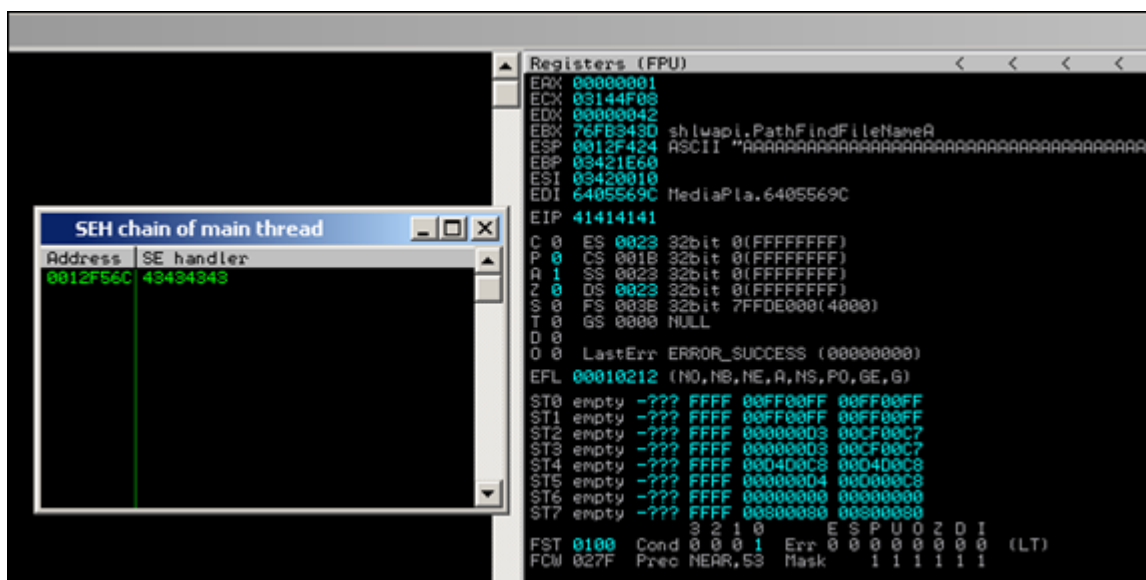 Registers (FPU) < < < <
EAX 00000001
ECX 03144F08
EDX 00000042
EBX 76FB343D shlwapi.PathFindFileNameA
ESP 0012F424 ASCII "AAAAAAAAAAAAAAAAAAAAAAAAAAAAAAAAAAAAAA
EBP 03421E60
ESI 03420010
EDI 6405569C MediaPla.6405569C
EIP 41414141
C 0 ES 0023 32bit 0(FFFFFFFF)
P 0 CS 001B 32bit 0(FFFFFFFF)
A 1 SS 0023 32bit 0(FFFFFFFF)
Z 0 DS 0023 32bit 0(FFFFFFFF)
S 0 FS 003B 32bit 7FFDE000(4000)
T 0 GS 0000 NULL
D 0
O 0 LastErr ERROR_SUCCESS (00000000)
EFL 00010212 (NO,NB,NE,A,NS,PO,GE,G)
ST0 empty -??? FFFF 00FF00FF 00FF00FF
ST1 empty -??? FFFF 00FF00FF 00FF00FF
ST2 empty -??? FFFF 000000D3 00CF00C7
ST3 empty -??? FFFF 000000D3 00CF00C7
ST4 empty -??? FFFF 00D4D0C8 00D4D0C8
ST5 empty -??? FFFF 000000D4 00D000C8
ST6 empty -??? FFFF 00000000 00000000
ST7 empty -??? FFFF 00800080 00800080
3 2 1 0 E S P U O Z D I
FST 0100 Cond 0 0 0 1 Err 0 0 0 0 0 0 0 0 (LT)
FCW 027F Prec NEAR,53 Mask 1 1 1 1 1 1
SEH chain of main thread
Address SE handler
0012F56C 43434343